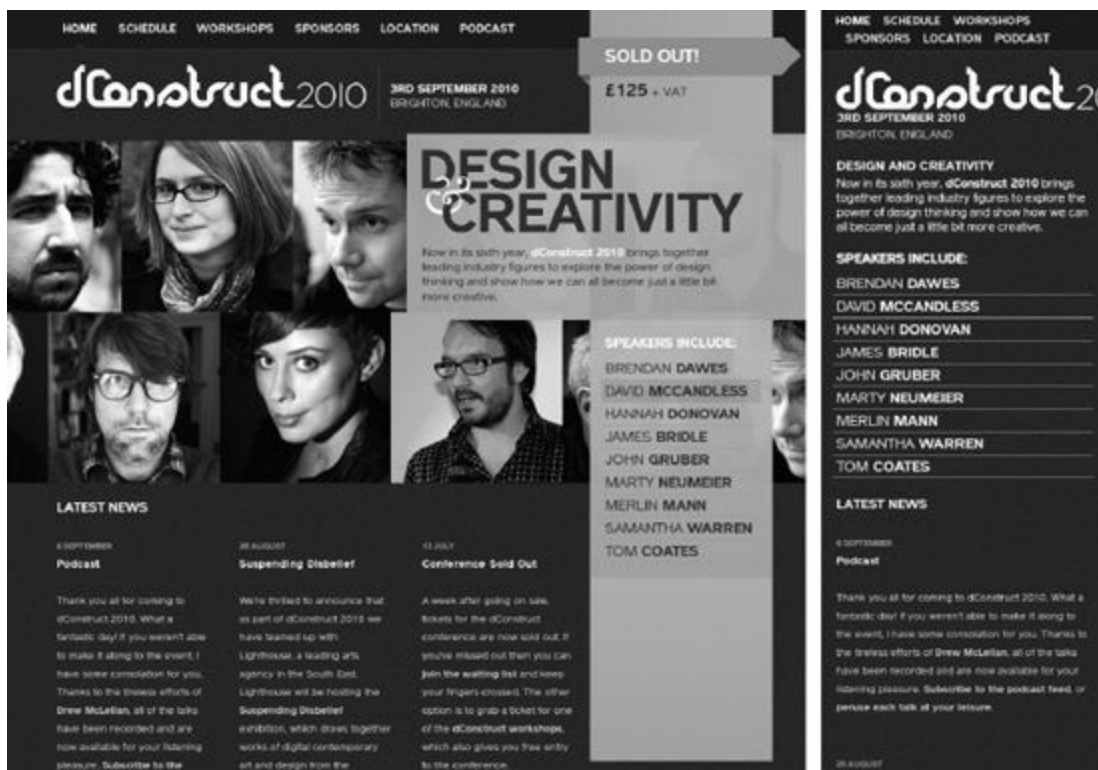 HOME SCHEDULE WORKSHOPS SPONSORS LOCATION PODCAST
SOLD OUT!
£125 + VAT
dConstruct 2010
3RD SEPTEMBER 2010
BRIGHTON, ENGLAND
DESIGN
& CREATIVITY
Now in its sixth year, dConstruct 2010 brings together
leading industry figures to explore the power of design
thinking and show how we can all become just a little bit
more creative.
SPEAKERS INCLUDE:
BRENDAN DAWES
DAVID MCCANDLESS
HANNAH DONOVAN
JAMES BRIDLE
JOHN GRUBER
MARTY NEUMEIER
MERLIN MANN
SAMANTHA WARREN
TOM COATES
LATEST NEWS
6 SEPTEMBER
Podcast
Thank you all for coming to
dConstruct 2010. What a
fantastic day! If you weren't able
to make it along to the event, I
have some consolation for you.
Thanks to the tireless efforts of
Drew McLellan, all of the talks
have been recorded and are
now available for your listening
pleasure. Subscribe to the
AUGUST
Suspending Disbelief
We're thrilled to announce that
as part of dConstruct 2010 we
have teamed up with
Lighthouse, a leading arts
agency in the South East.
Lighthouse will be hosting the
Suspending Disbelief
exhibition, which draws together
works of digital contemporary
art and design from the
JULY
Conference Sold Out
A week after going on sale,
tickets for the dConstruct
conference are now sold out. If
you've missed out then you can
join the waiting list and keep
your fingers crossed. The other
option is to grab a ticket for one
of the dConstruct workshops,
which also gives you free entry
to the conference.
HOME SCHEDULE WORKSHOPS
SPONSORS LOCATION PODCAST
dConstruct 20
3RD SEPTEMBER 2010
BRIGHTON, ENGLAND
DESIGN AND CREATIVITY
Now in its sixth year, dConstruct 2010 brings
together leading industry figures to explore the
power of design thinking and show how we can
all become just a little bit more creative.
SPEAKERS INCLUDE:
BRENDAN DAWES
DAVID MCCANDLESS
HANNAH DONOVAN
JAMES BRIDLE
JOHN GRUBER
MARTY NEUMEIER
MERLIN MANN
SAMANTHA WARREN
TOM COATES
LATEST NEWS
6 SEPTEMBER
Podcast
Thank you all for coming to dConstruct 2010. What a
fantastic day! If you weren't able to make it along to
the event, I have some consolation for you. Thanks to
the tireless efforts of Drew McLellan, all of the talks
have been recorded and are now available for your
listening pleasure. Subscribe to the podcast feed, or
peruse each talk at your leisure.
AUGUST